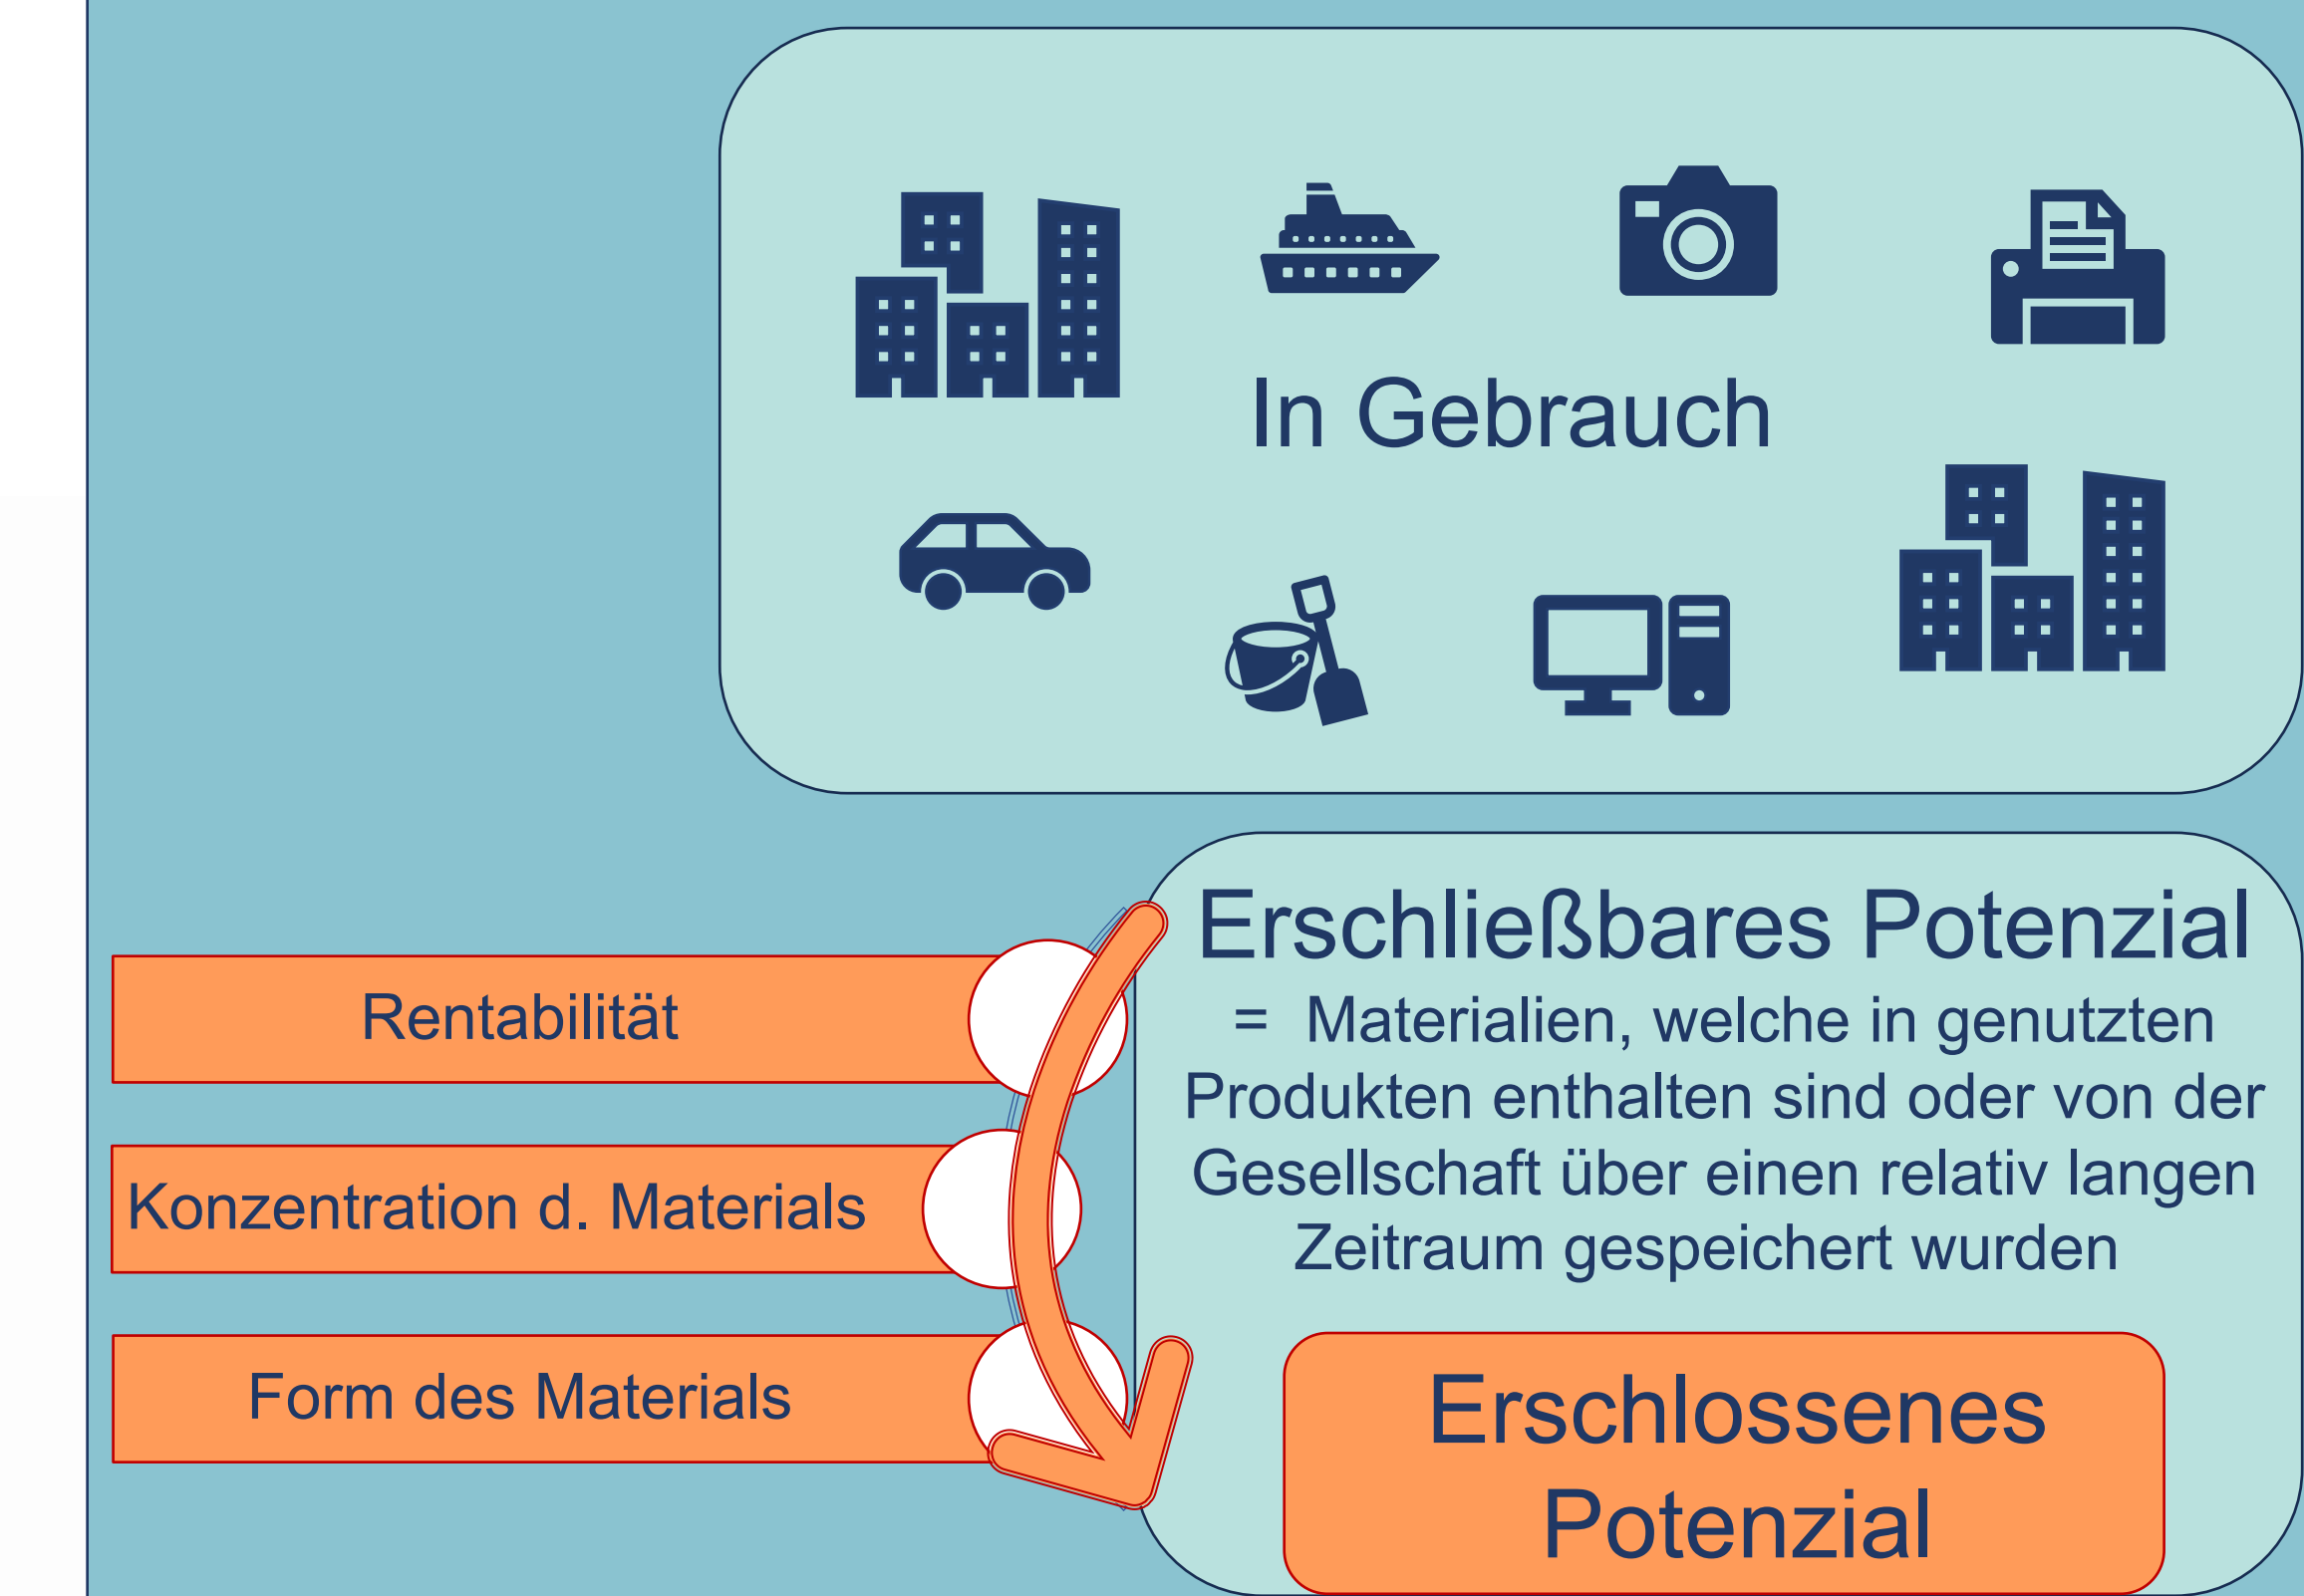 In Gebrauch
Erschließbares Potenzial
= Materialien, welche in genutzten
Produkten enthalten sind oder von der
Gesellschaft über einen relativ langen
Zeitraum gespeichert wurden
Rentabilität
Konzentration d. Materials
Form des Materials
Erschlossenes
Potenzial